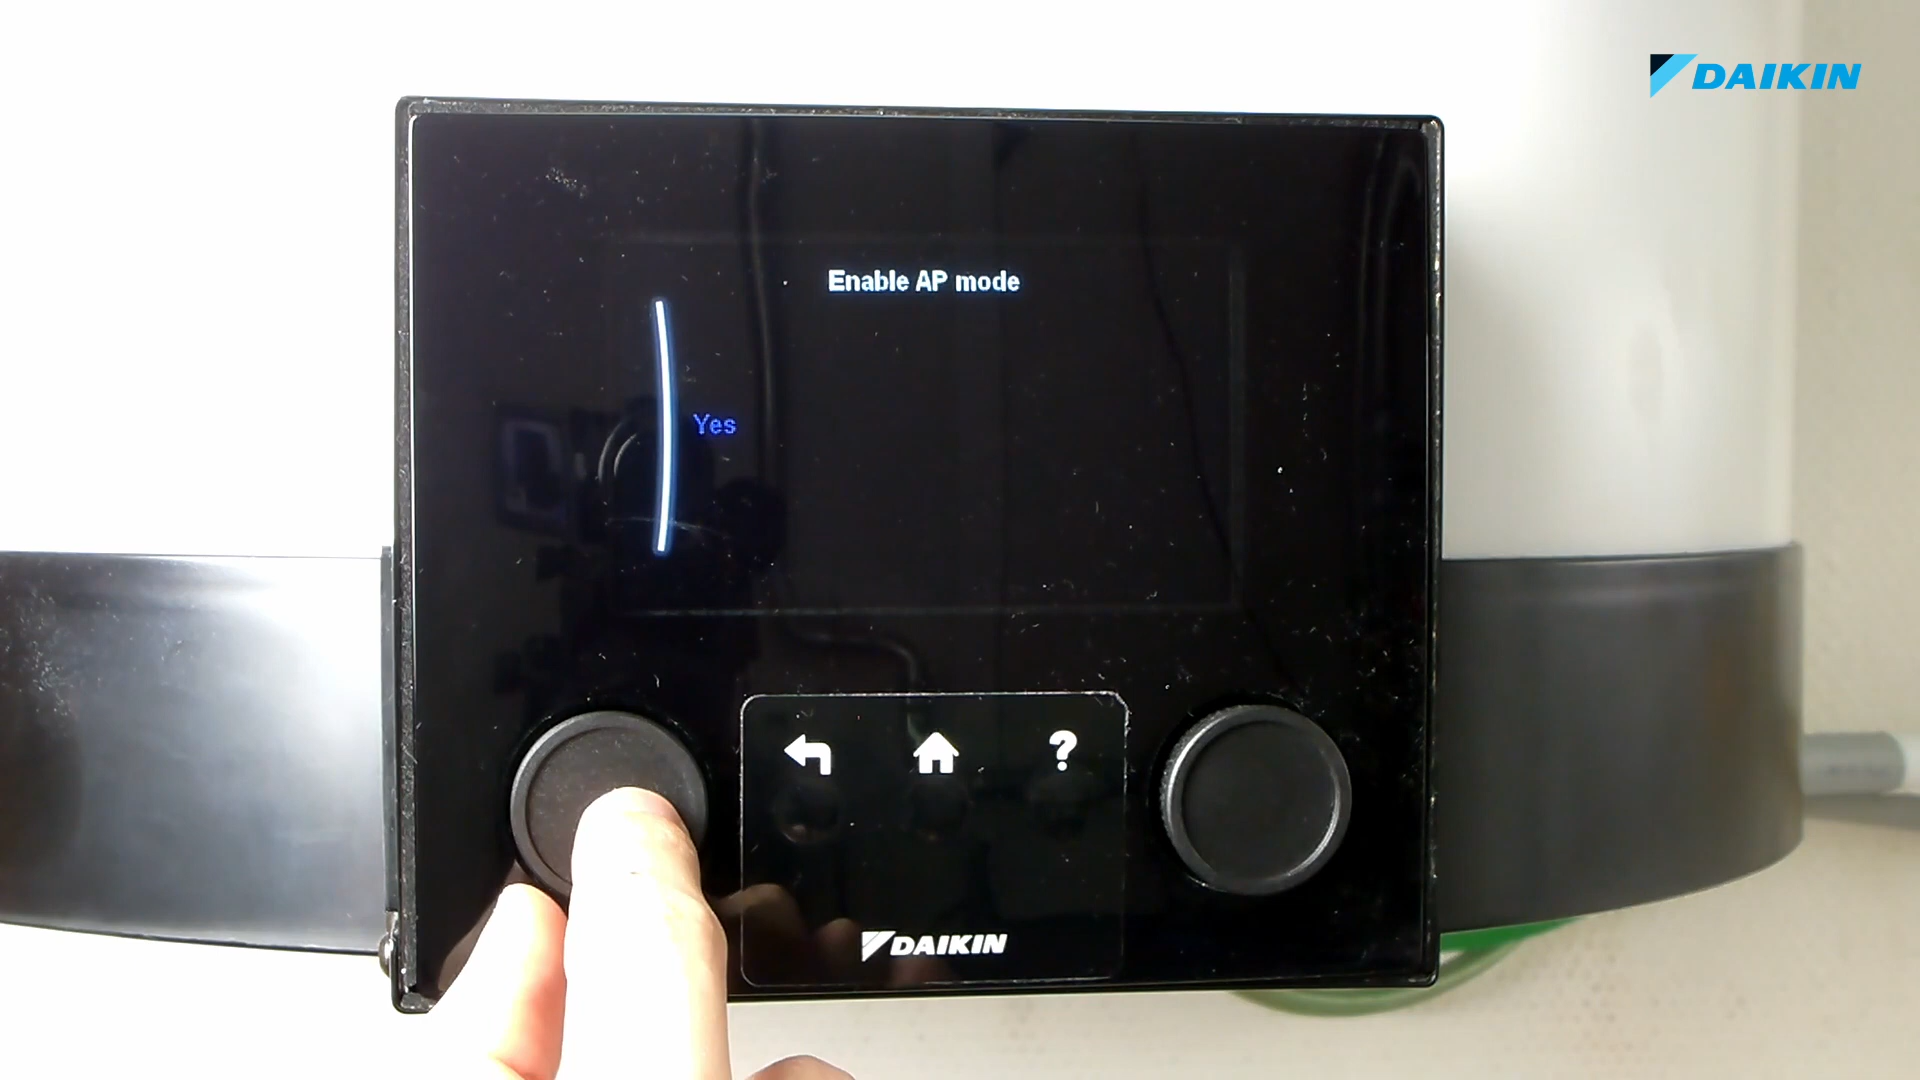 DAIKIN
Enable AP mode
Yes
?
DAIKIN